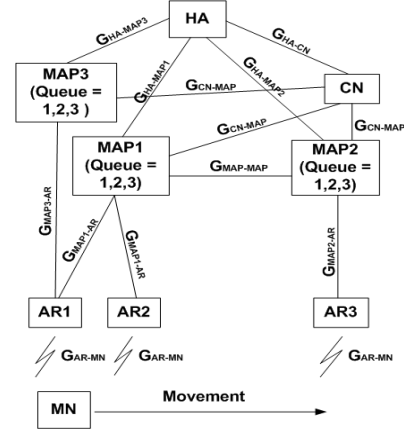 HA
GHA-MAP3
GHA-MAP1
GHA-MAP2
GHA-CN
MAP3
(Queue =
1,2,3 )
CN
GCN-MAP
GCN-MAP
GCN-MAP
MAP1
(Queue =
1,2,3)
GMAP-MAP
MAP2
(Queue =
1,2,3)
GMAP3-AR
GMAP1-AR
GMAP1-AR
GMAP2-AR
AR1
AR2
AR3
GAR-MN
GAR-MN
GAR-MN
MN
Movement